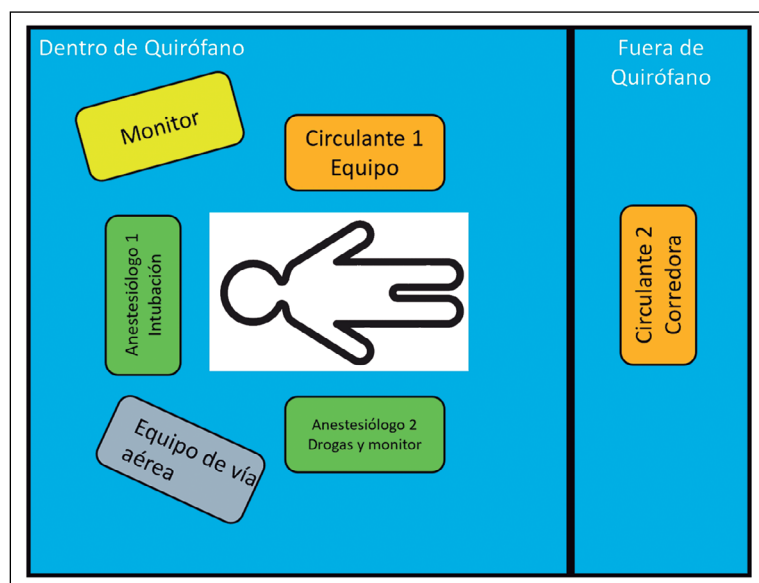 Dentro de Quirófano
Fuera de
Quirófano
Monitor
Circulante 1
Equipo
Anestesiólogo 1
Intubación
Circulante 2
Corredora
Equipo de vía
aérea
Anestesiólogo 2
Drogas y monitor